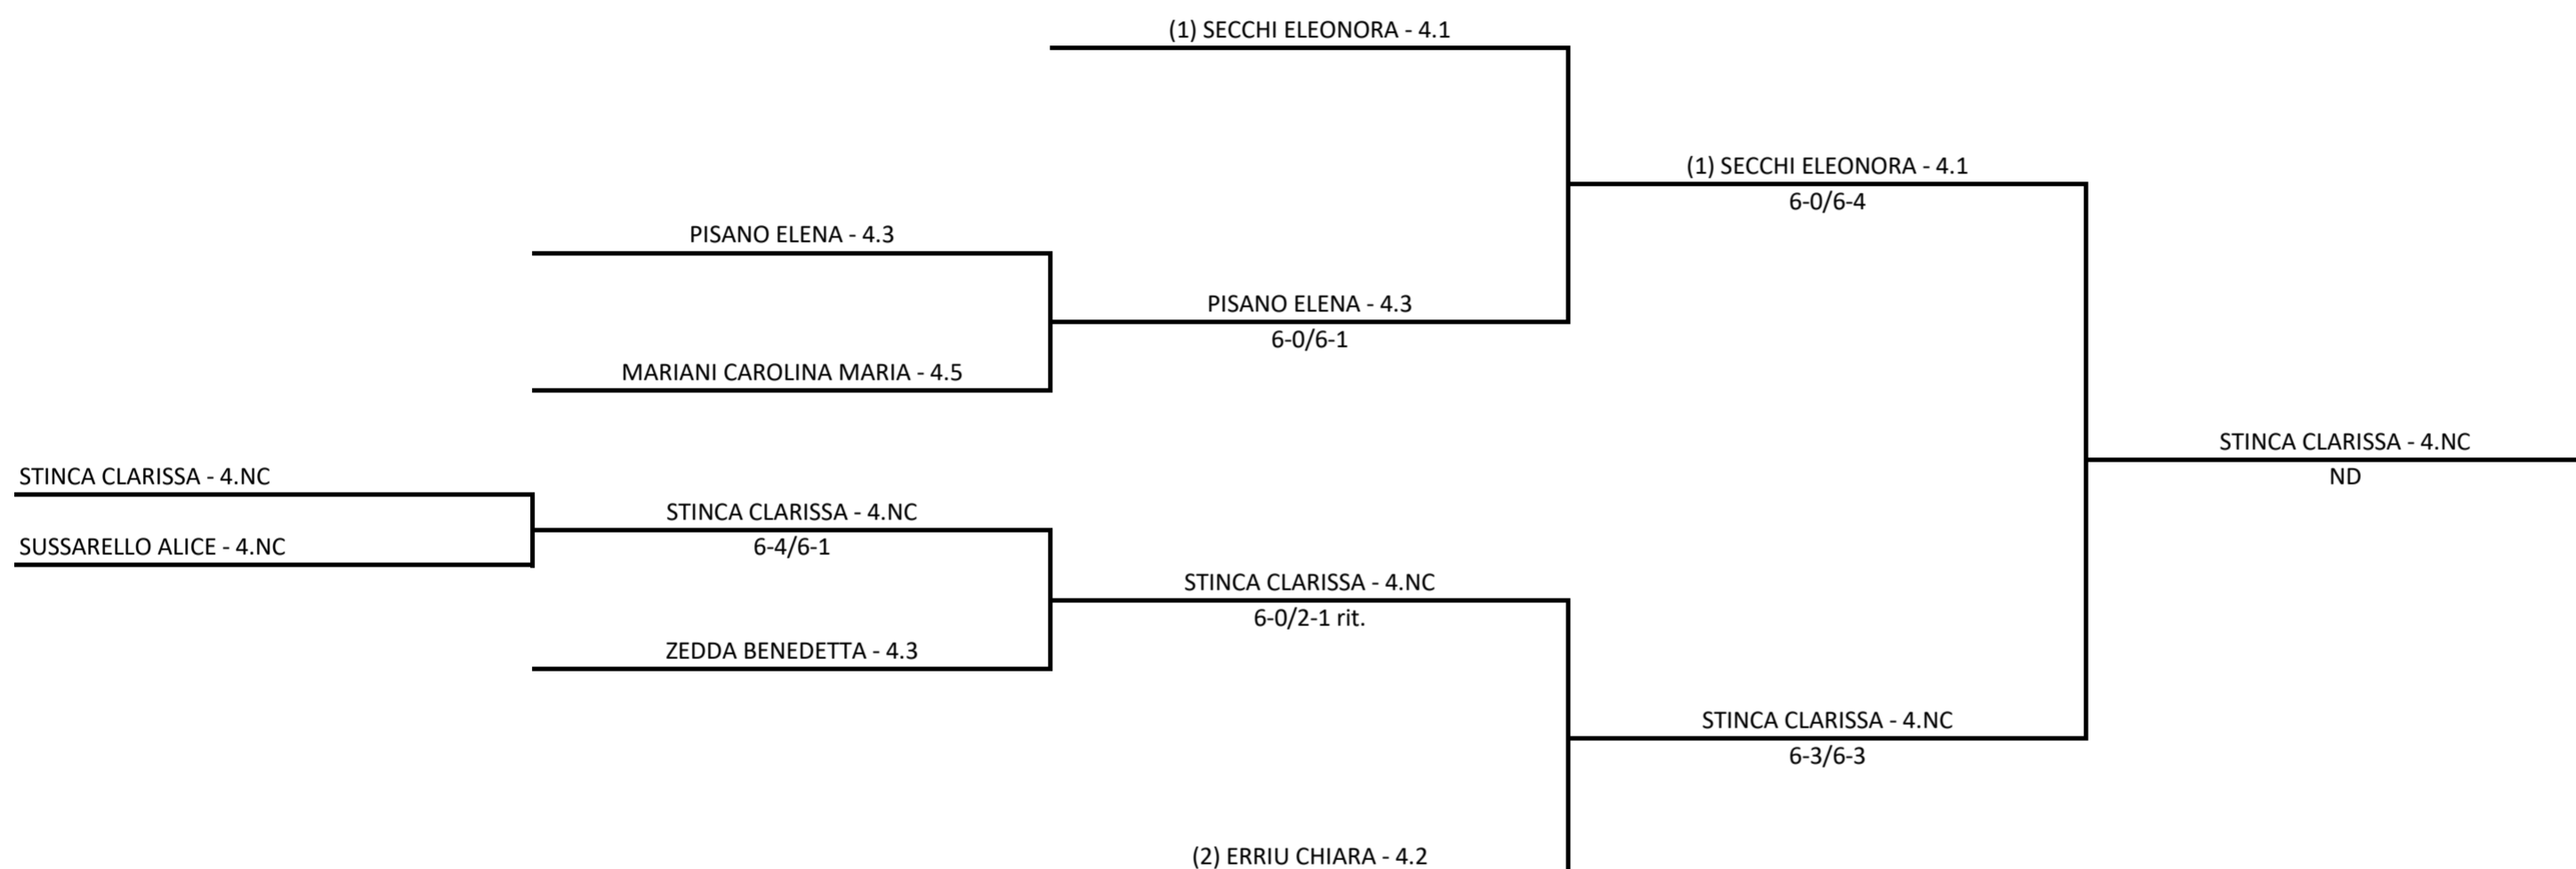 (1) SECCHI ELEONORA - 4.1
(1) SECCHI ELEONORA - 4.1
6-0/6-4
PISANO ELENA - 4.3
PISANO ELENA - 4.3
6-0/6-1
MARIANI CAROLINA MARIA - 4.5
STINCA CLARISSA - 4.NC
ND
STINCA CLARISSA - 4.NC
STINCA CLARISSA - 4.NC
6-4/6-1
SUSSARELLO ALICE - 4.NC
STINCA CLARISSA - 4.NC
6-0/2-1 rit.
ZEDDA BENEDETTA - 4.3
STINCA CLARISSA - 4.NC
6-3/6-3
(2) ERRIU CHIARA - 4.2